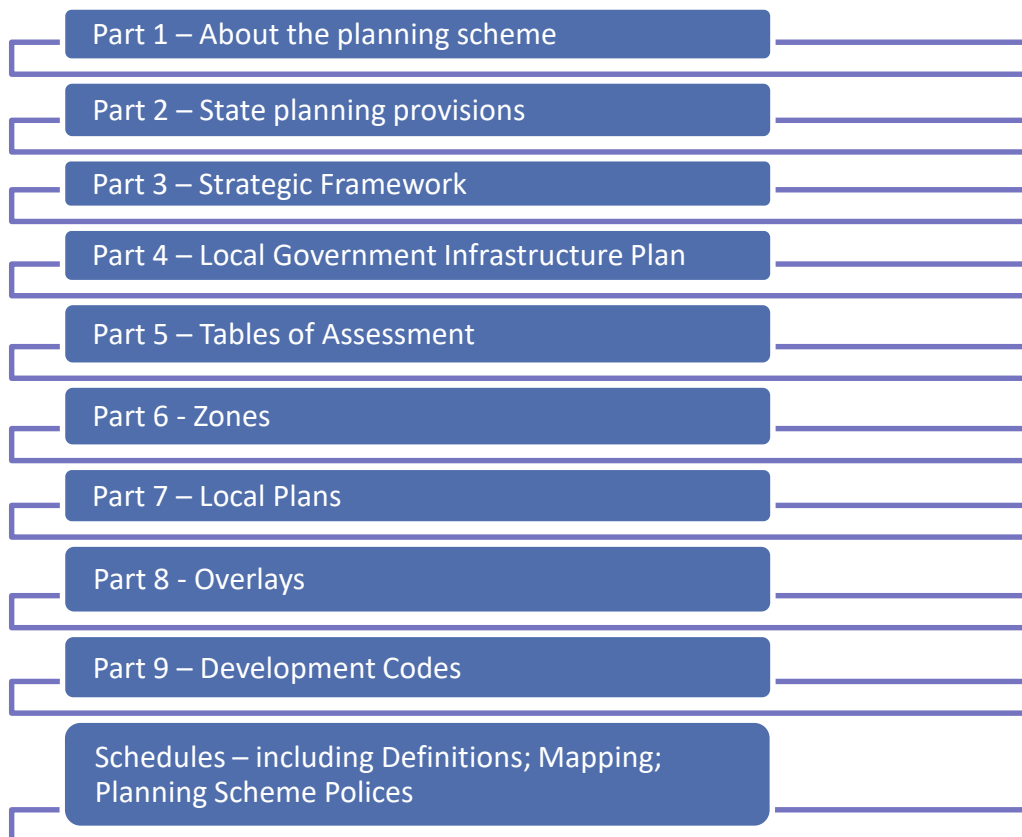 Part 1 – About the planning scheme
Part 2 – State planning provisions
Part 3 – Strategic Framework
Part 4 – Local Government Infrastructure Plan
Part 5 – Tables of Assessment
Part 6 - Zones
Part 7 – Local Plans
Part 8 - Overlays
Part 9 – Development Codes
Schedules – including Definitions; Mapping;
Planning Scheme Polices